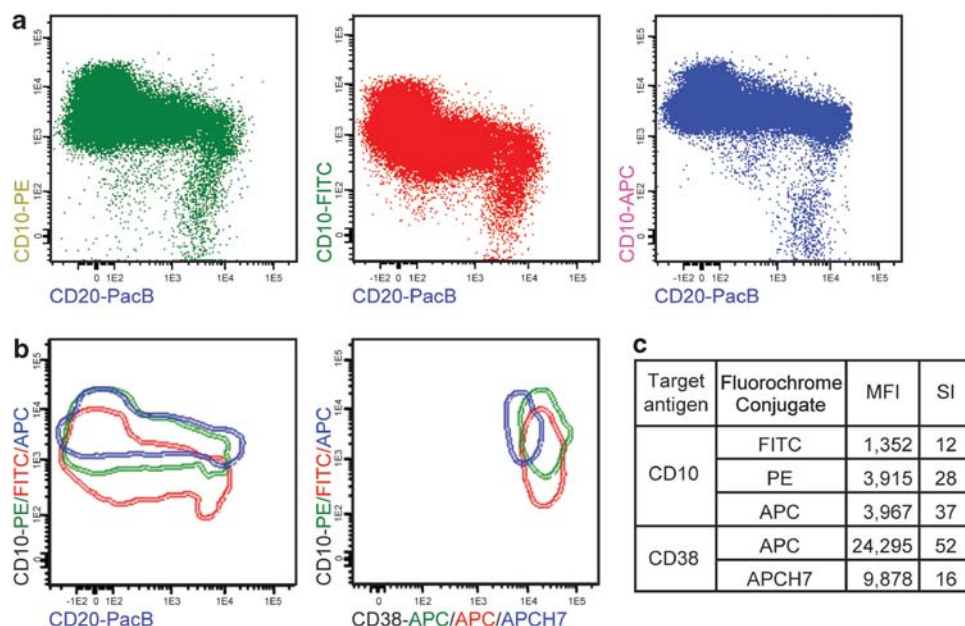 a
1E5
1E4
1E3
1E2
0
CD10-PE
-1E2 0 1E2 1E3 1E4 1E5
CD20-PacB
1E5
1E4
1E3
1E2
0
CD10-FITC
-1E2 0 1E2 1E3 1E4 1E5
CD20-PacB
1E5
1E4
1E3
1E2
0
CD10-APC
-1E2 0 1E2 1E3 1E4 1E5
CD20-PacB
b
1E5
1E4
1E3
1E2
0
CD10-PE/FITC/APC
-1E2 0 1E2 1E3 1E4 1E5
CD20-PacB
1E5
1E4
1E3
1E2
0
CD10-PE/FITC/APC
0 1E2 1E3 1E4 1E5
CD38-APC/APC/APCH7
c
Target antigen Fluorochrome Conjugate MFI SI
CD10 FITC 1,352 12
PE 3,915 28
APC 3,967 37
CD38 APC 24,295 52
APCH7 9,878 16